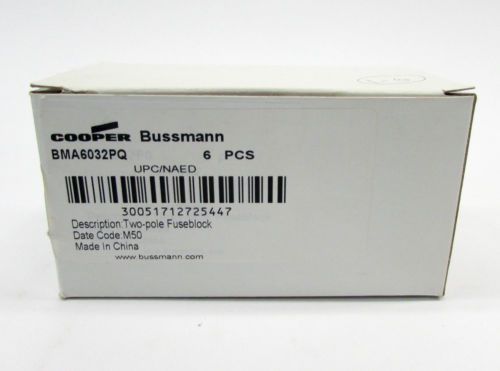 COOPER Bussmann
BMA6032PQ 6 PCS
UPC/NAED
30051712725447
Description:Two-pole Fuseblock
Date Code:M50
Made In China
www.bussmann.com